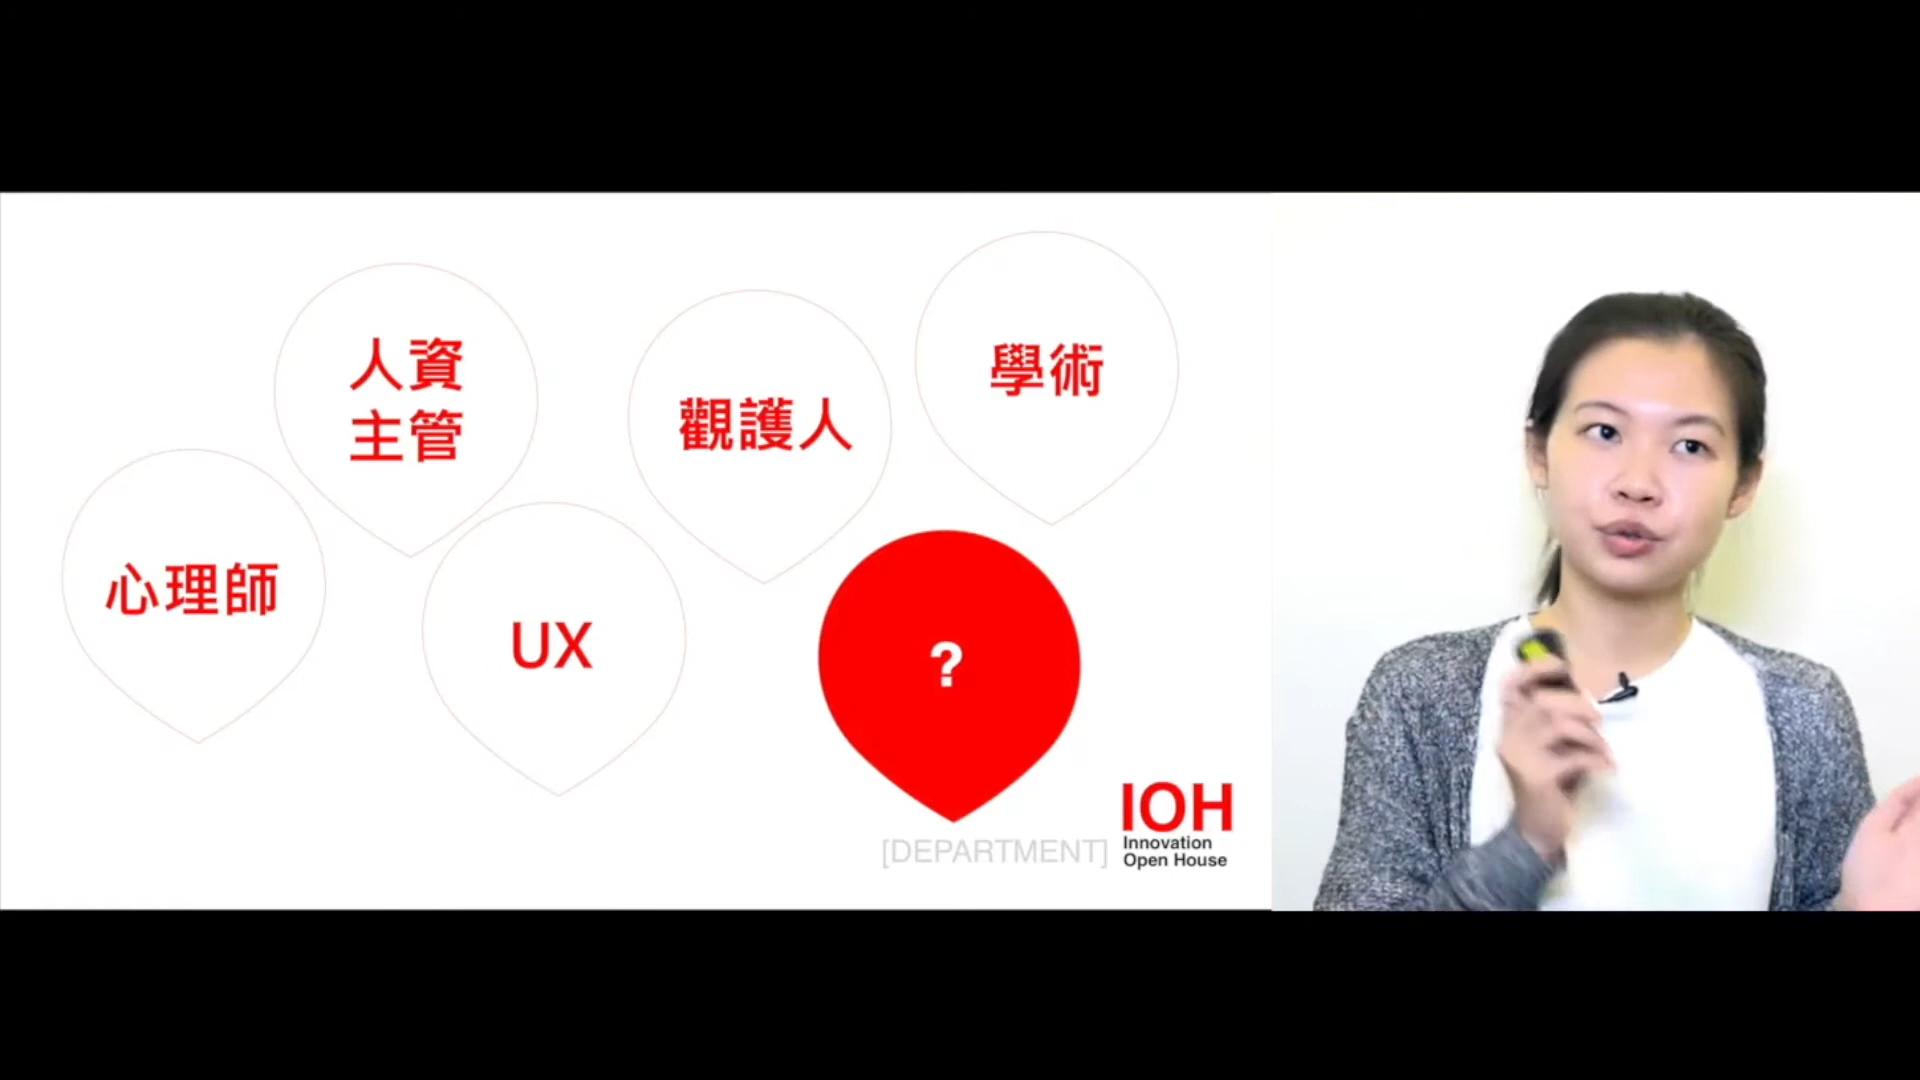 人資
主管
觀護人
學術
心理師
UX
?
[DEPARTMENT]
IOH
Innovation
Open House